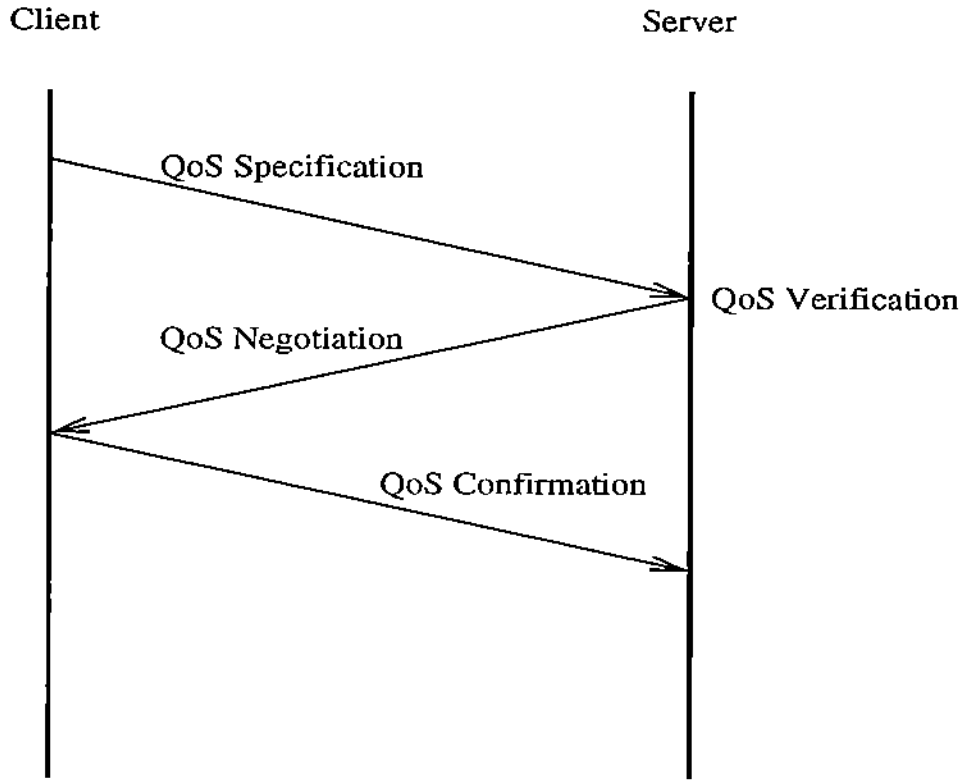 Client
Server
QoS Specification
QoS Verification
QoS Negotiation
QoS Confirmation